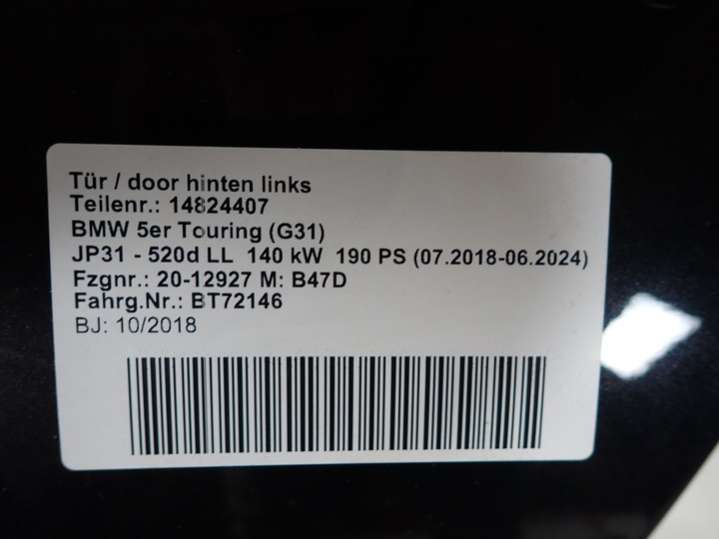 Tür / door hinten links
Teilenr.: 14824407
BMW 5er Touring (G31)
JP31 - 520d LL 140 kW 190 PS (07.2018-06.2024)
Fzgnr.: 20-12927 M: B47D
Fahrg.Nr.: BT72146
BJ: 10/2018